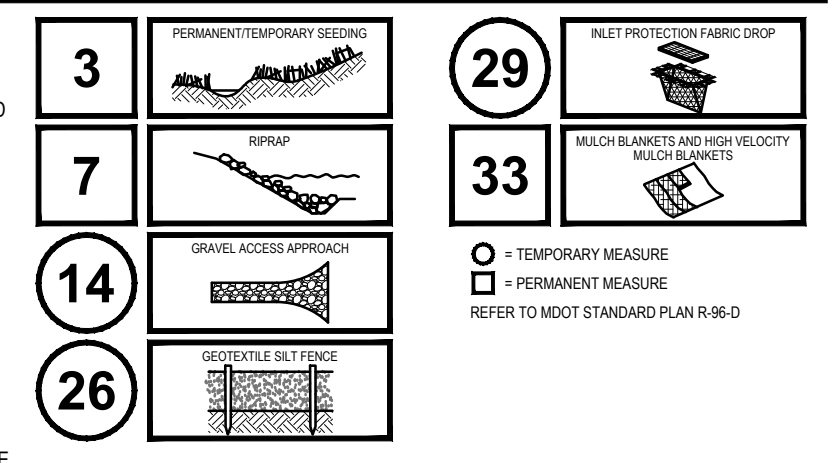 3
PERMANENT/TEMPORARY SEEDING
7
RIPRAP
14
GRAVEL ACCESS APPROACH
26
GEOTEXTILE SILT FENCE
29
INLET PROTECTION FABRIC DROP
33
MULCH BLANKETS AND HIGH VELOCITY
MULCH BLANKETS
= TEMPORARY MEASURE
= PERMANENT MEASURE
REFER TO MDOT STANDARD PLAN R-96-D